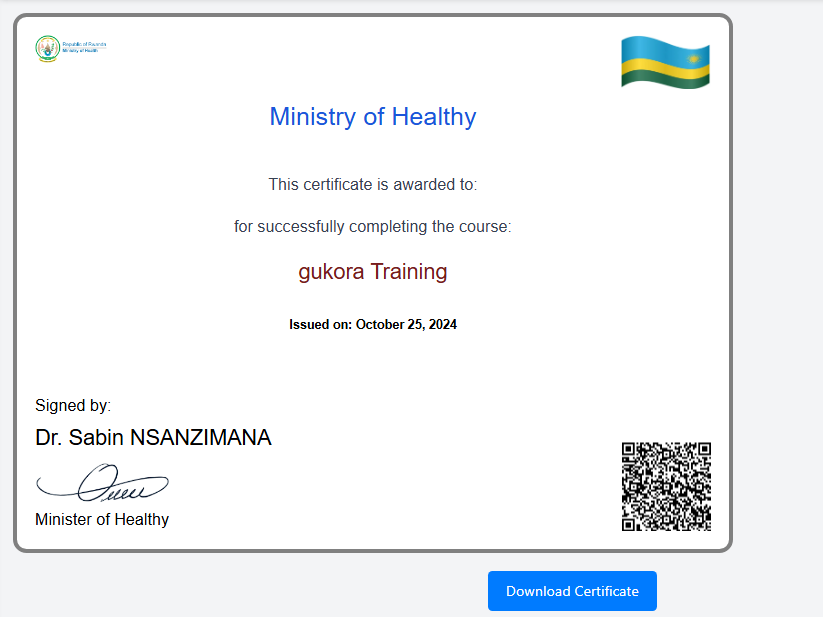 Republic of Rwanda
Ministry of Health
Ministry of Healthy
This certificate is awarded to:
for successfully completing the course:
gukora Training
Issued on: October 25, 2024
Signed by:
Dr. Sabin NSANZIMANA
Minister of Healthy
Download Certificate